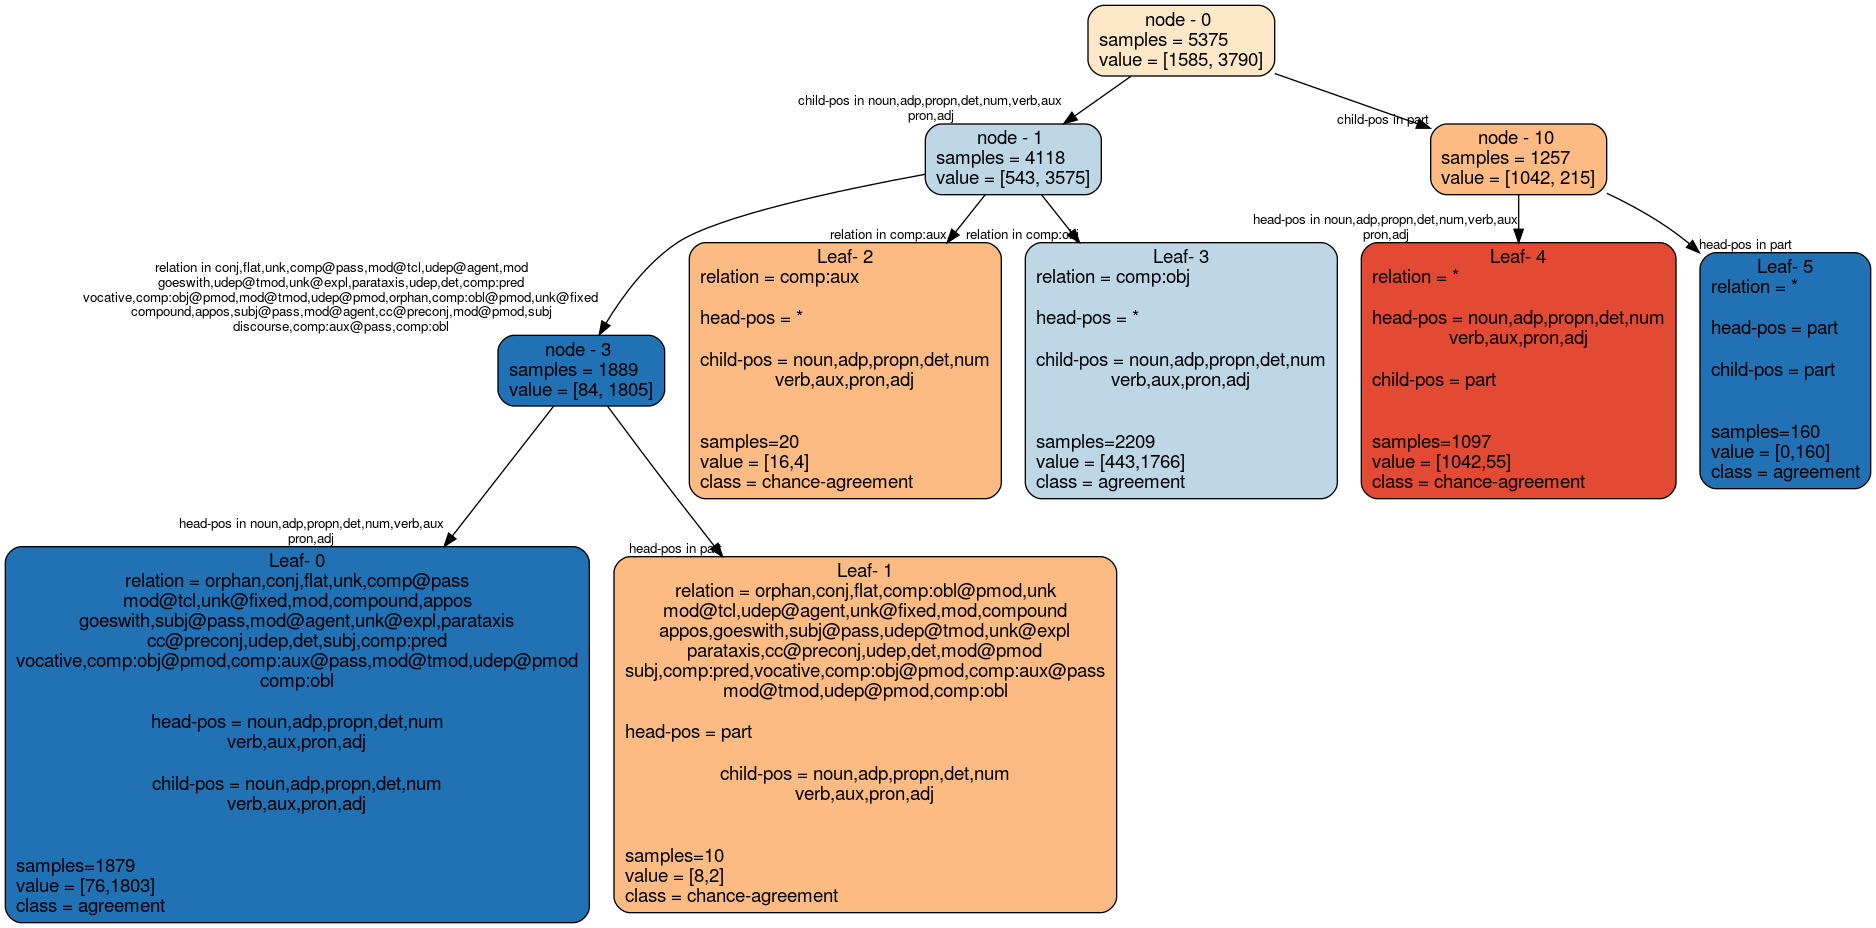 node - 0
samples = 5375
value = [1585, 3790]
child-pos in noun,adp,propn,det,num,verb,aux
pron,adj
child-pos in part
node - 1
samples = 4118
value = [543, 3575]
node - 10
samples = 1257
value = [1042, 215]
relation in conj,flat,unk,comp@pass,mod@tcl,udep@agent,mod
goeswith,udep@tmod,unk@expl,parataxis,udep,det,comp:pred
vocative,comp:obj@pmod,mod@tmod,udep@pmod,orphan,comp:obl@pmod,unk@fixed
compound,appos,subj@pass,mod@agent,cc@preconj,mod@pmod,subj
discourse,comp:aux@pass,comp:obl
relation in comp:aux
relation in comp:obj
head-pos in noun,adp,propn,det,num,verb,aux
pron,adj
head-pos in part
node - 3
samples = 1889
value = [84, 1805]
Leaf- 2
relation = comp:aux
head-pos = *
child-pos = noun,adp,propn,det,num
verb,aux,pron,adj
samples=20
value = [16,4]
class = chance-agreement
Leaf- 3
relation = comp:obj
head-pos = *
child-pos = noun,adp,propn,det,num
verb,aux,pron,adj
samples=2209
value = [443,1766]
class = agreement
Leaf- 4
relation = *
head-pos = noun,adp,propn,det,num
verb,aux,pron,adj
child-pos = part
samples=1097
value = [1042,55]
class = chance-agreement
Leaf- 5
relation = *
head-pos = part
child-pos = part
samples=160
value = [0,160]
class = agreement
head-pos in noun,adp,propn,det,num,verb,aux
pron,adj
head-pos in part
Leaf- 0
relation = orphan,conj,flat,unk,comp@pass
mod@tcl,unk@fixed,mod,compound,appos
goeswith,subj@pass,mod@agent,unk@expl,parataxis
cc@preconj,udep,det,subj,comp:pred
vocative,comp:obj@pmod,comp:aux@pass,mod@tmod,udep@pmod
comp:obl
head-pos = noun,adp,propn,det,num
verb,aux,pron,adj
child-pos = noun,adp,propn,det,num
verb,aux,pron,adj
samples=1879
value = [76,1803]
class = agreement
Leaf- 1
relation = orphan,conj,flat,comp:obl@pmod,unk
mod@tcl,udep@agent,unk@fixed,mod,compound
appos,goeswith,subj@pass,udep@tmod,unk@expl
parataxis,cc@preconj,udep,det,mod@pmod
subj,comp:pred,vocative,comp:obj@pmod,comp:aux@pass
mod@tmod,udep@pmod,comp:obl
head-pos = part
child-pos = noun,adp,propn,det,num
verb,aux,pron,adj
samples=10
value = [8,2]
class = chance-agreement